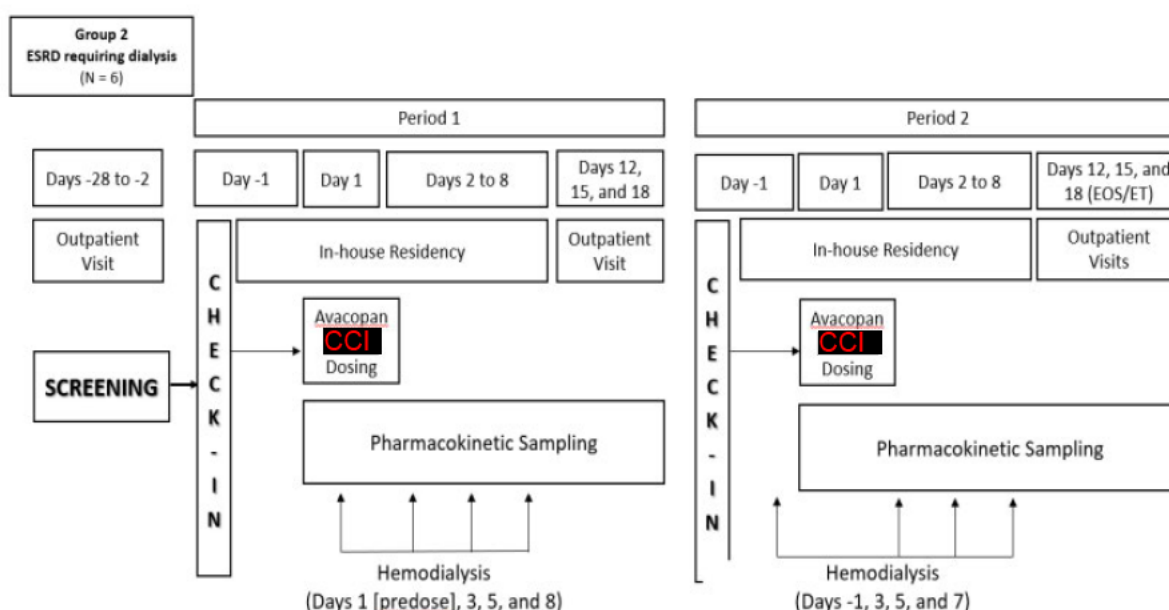 Group 2
ESRD requiring dialysis
(N = 6)
Period 1
Period 2
Days -28 to -2
Day -1
Day 1
Days 2 to 8
Days 12,
15, and 18
Day -1
Day 1
Days 2 to 8
Days 12, 15, and
18 (EOS/ET)
Outpatient
Visit
In-house Residency
Outpatient
Visit
In-house Residency
Outpatient
Visits
SCREENING
CHECK-IN
Avacopan
CCI
Dosing
Pharmacokinetic Sampling
Hemodialysis
(Days 1 [predose], 3, 5, and 8)
CHECK-IN
Avacopan
CCI
Dosing
Pharmacokinetic Sampling
Hemodialysis
(Days -1, 3, 5, and 7)